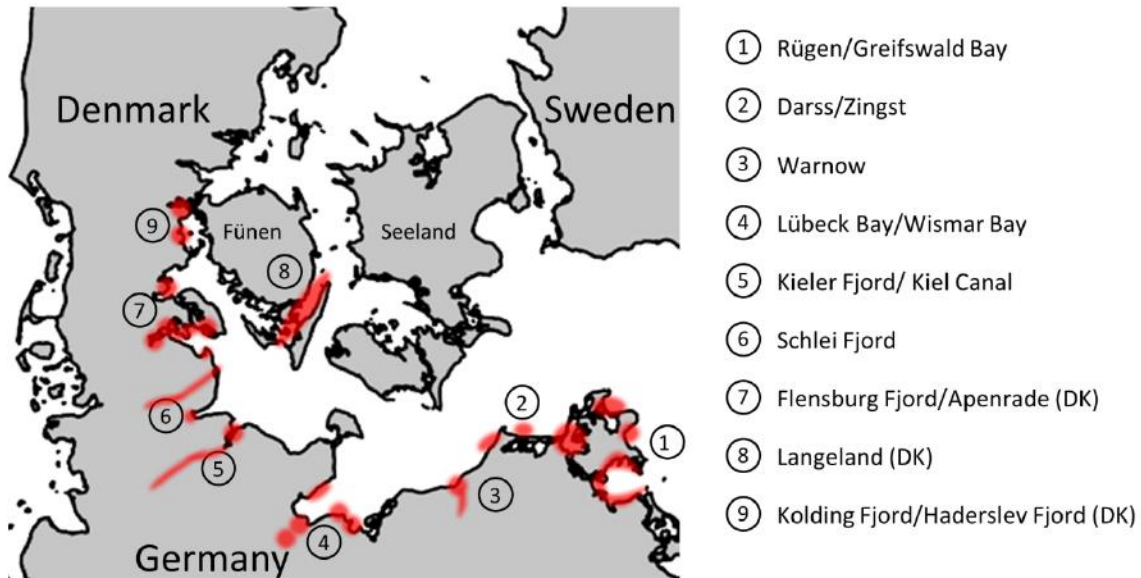 Denmark
Sweden
Fünen
Seeland
Germany
9
8
7
6
5
4
3
2
1
1 Rügen/Greifswald Bay
2 Darss/Zingst
3 Warnow
4 Lübeck Bay/Wismar Bay
5 Kieler Fjord/ Kiel Canal
6 Schlei Fjord
7 Flensburg Fjord/Apenrade (DK)
8 Langeland (DK)
9 Kolding Fjord/Haderslev Fjord (DK)